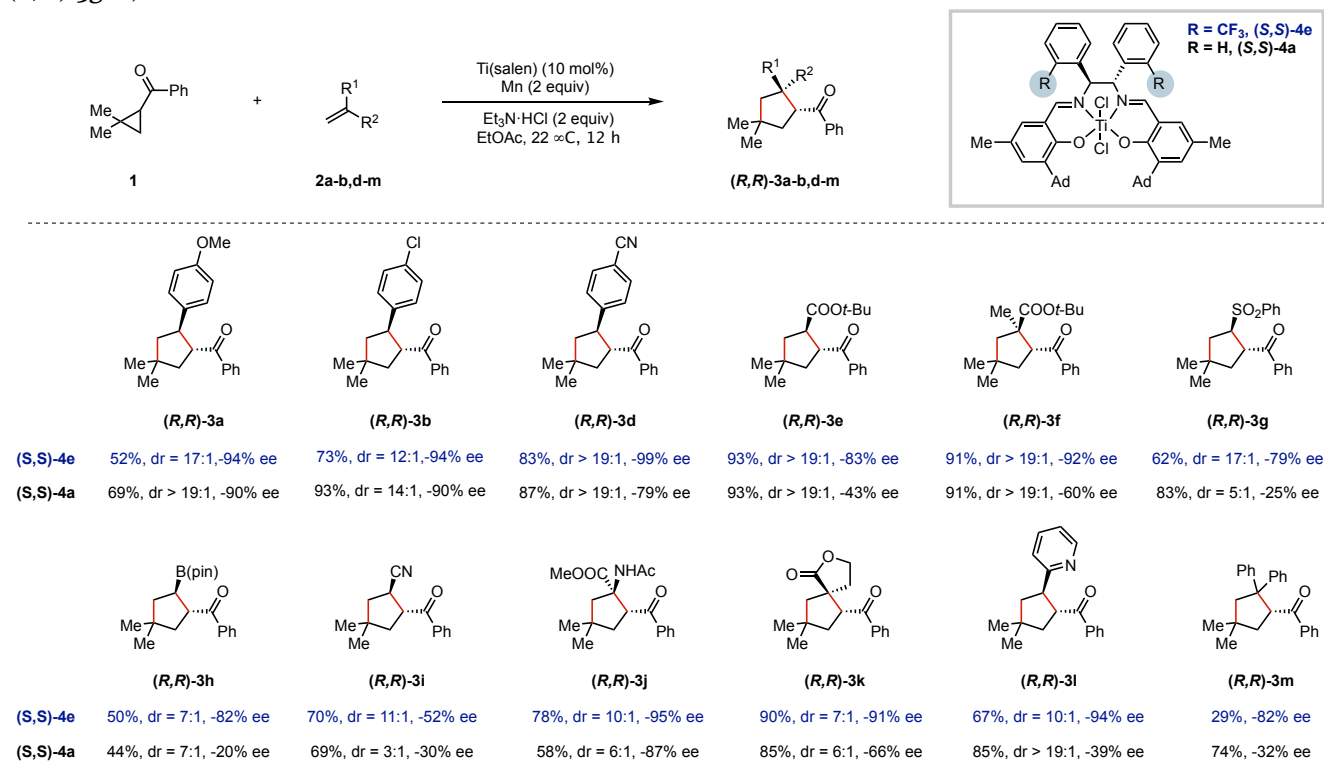 R = CF3, (S,S)-4e
R = H, (S,S)-4a
R
R
N
N
Cl
Ti
Cl
O
O
Me
Me
Ad
Ad
O
Ph
Me
Me
+
R1
R2
Ti(salen) (10 mol%)
Mn (2 equiv)
Et3N·HCl (2 equiv)
EtOAc, 22 ∞C, 12 h
R1
R2
O
Ph
Me
Me
1
2a-b,d-m
(R,R)-3a-b,d-m
OMe
O
Me
Me
Ph
Cl
O
Me
Me
Ph
CN
O
Me
Me
Ph
COOt-Bu
O
Me
Me
Ph
Me
COOt-Bu
O
Me
Me
Ph
SO2Ph
O
Me
Me
Ph
(R,R)-3a (R,R)-3b (R,R)-3d (R,R)-3e (R,R)-3f (R,R)-3g
(S,S)-4e 52%, dr = 17:1,-94% ee 73%, dr = 12:1,-94% ee 83%, dr > 19:1, -99% ee 93%, dr > 19:1, -83% ee 91%, dr > 19:1, -92% ee 62%, dr = 17:1, -79% ee
(S,S)-4a 69%, dr > 19:1, -90% ee 93%, dr = 14:1, -90% ee 87%, dr > 19:1, -79% ee 93%, dr > 19:1, -43% ee 91%, dr > 19:1, -60% ee 83%, dr = 5:1, -25% ee
B(pin)
O
Me
Me
Ph
CN
O
Me
Me
Ph
MeOOC NHAc
O
Me
Me
Ph
O
O
O
Me
Me
Ph
N
O
Me
Me
Ph
Ph
Ph
O
Me
Me
Ph
(R,R)-3h (R,R)-3i (R,R)-3j (R,R)-3k (R,R)-3l (R,R)-3m
(S,S)-4e 50%, dr = 7:1, -82% ee 70%, dr = 11:1, -52% ee 78%, dr = 10:1, -95% ee 90%, dr = 7:1, -91% ee 67%, dr = 10:1, -94% ee 29%, -82% ee
(S,S)-4a 44%, dr = 7:1, -20% ee 69%, dr = 3:1, -30% ee 58%, dr = 6:1, -87% ee 85%, dr = 6:1, -66% ee 85%, dr > 19:1, -39% ee 74%, -32% ee